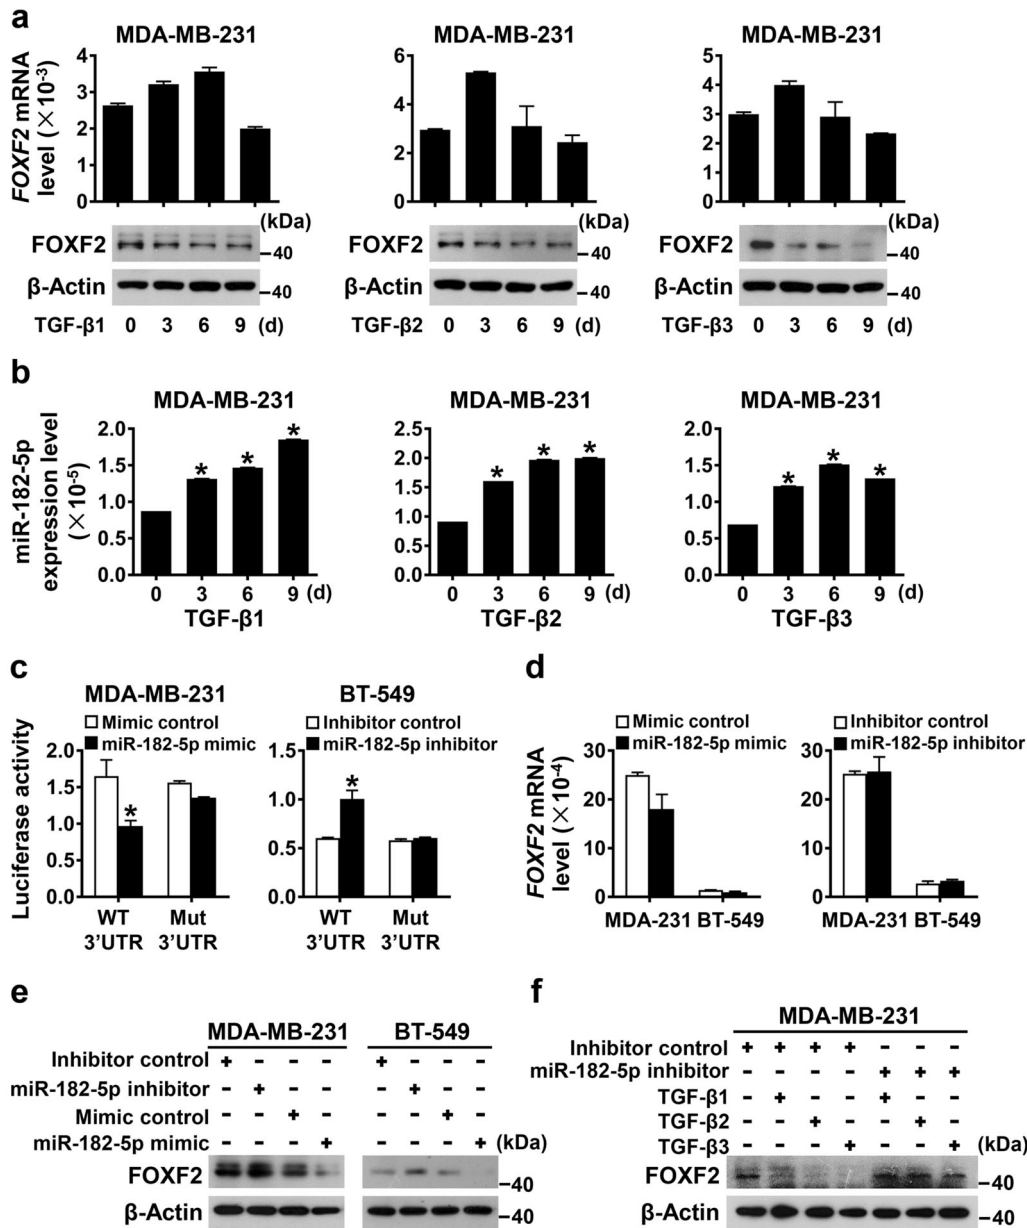 a
MDA-MB-231 MDA-MB-231 MDA-MB-231
FOXF2 mRNA
level (×10-3)
4 3 2 1 0
6 4 2 0
5 4 3 2 1 0
(kDa) (kDa) (kDa)
FOXF2 –40 FOXF2 –40 FOXF2 –40
β-Actin –40 β-Actin –40 β-Actin –40
TGF-β1 0 3 6 9 (d) TGF-β2 0 3 6 9 (d) TGF-β3 0 3 6 9 (d)
b
MDA-MB-231 MDA-MB-231 MDA-MB-231
miR-182-5p
expression level
(×10-5)
2.0 1.5 1.0 0.5 0.0
* * *
2.5 2.0 1.5 1.0 0.5 0.0
* * *
2.0 1.5 1.0 0.5 0.0
* * *
0 3 6 9 (d) 0 3 6 9 (d) 0 3 6 9 (d)
TGF-β1 TGF-β2 TGF-β3
c
MDA-MB-231 BT-549
Mimic control Inhibitor control
miR-182-5p mimic miR-182-5p inhibitor
Luciferase activity
2.0 1.5 1.0 0.5 0.0
*
1.5 1.0 0.5 0.0
*
WT Mut WT Mut
3’UTR 3’UTR 3’UTR 3’UTR
d
Mimic control Inhibitor control
miR-182-5p mimic miR-182-5p inhibitor
FOXF2 mRNA
level (×10-4)
30 20 10 0
30 20 10 0
MDA-231 BT-549 MDA-231 BT-549
e
MDA-MB-231 BT-549
Inhibitor control + – – – + – – –
miR-182-5p inhibitor – + – – – + – –
Mimic control – – + – – – + –
miR-182-5p mimic – – – + – – – + (kDa)
FOXF2 –40
β-Actin –40
f
MDA-MB-231
Inhibitor control + + + + – – –
miR-182-5p inhibitor – – – – + + +
TGF-β1 – + – – + – –
TGF-β2 – – + – – + –
TGF-β3 – – – + – – + (kDa)
FOXF2 –40
β-Actin –40